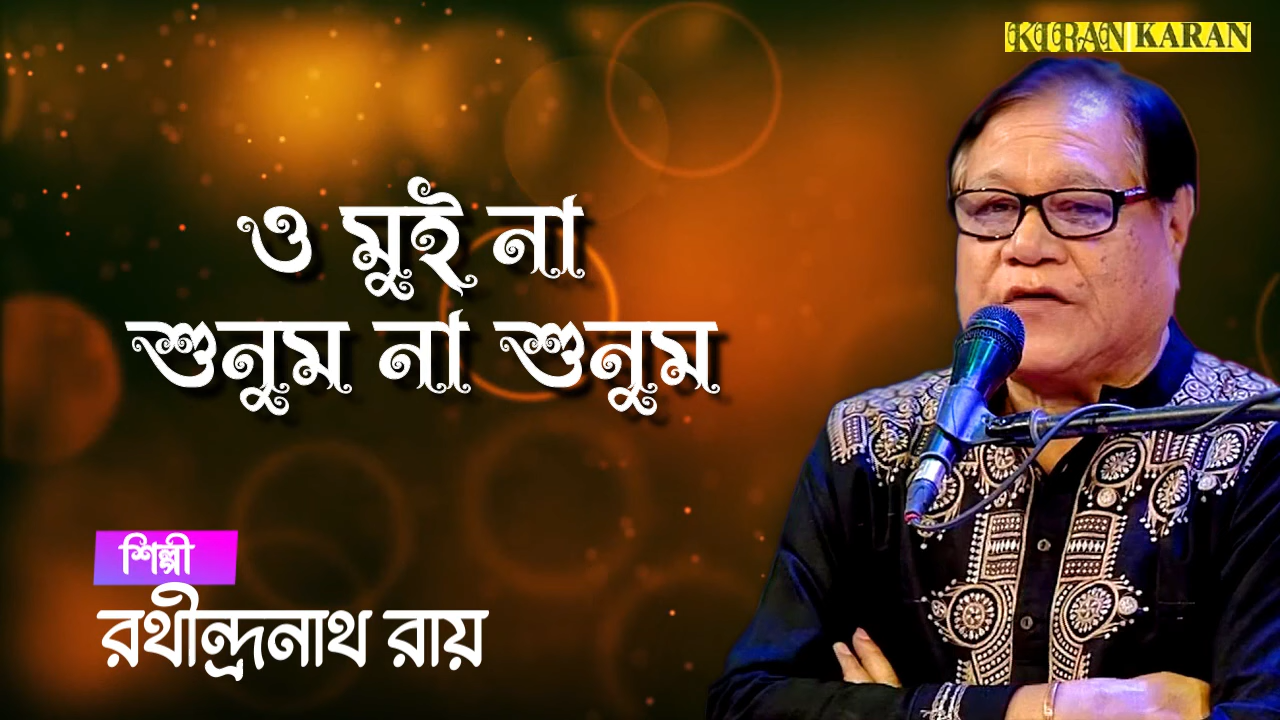 KIRAN KARAN
ও মুই না
শুনুম না শুনুম
শিল্পী
রথীন্দ্রনাথ রায়